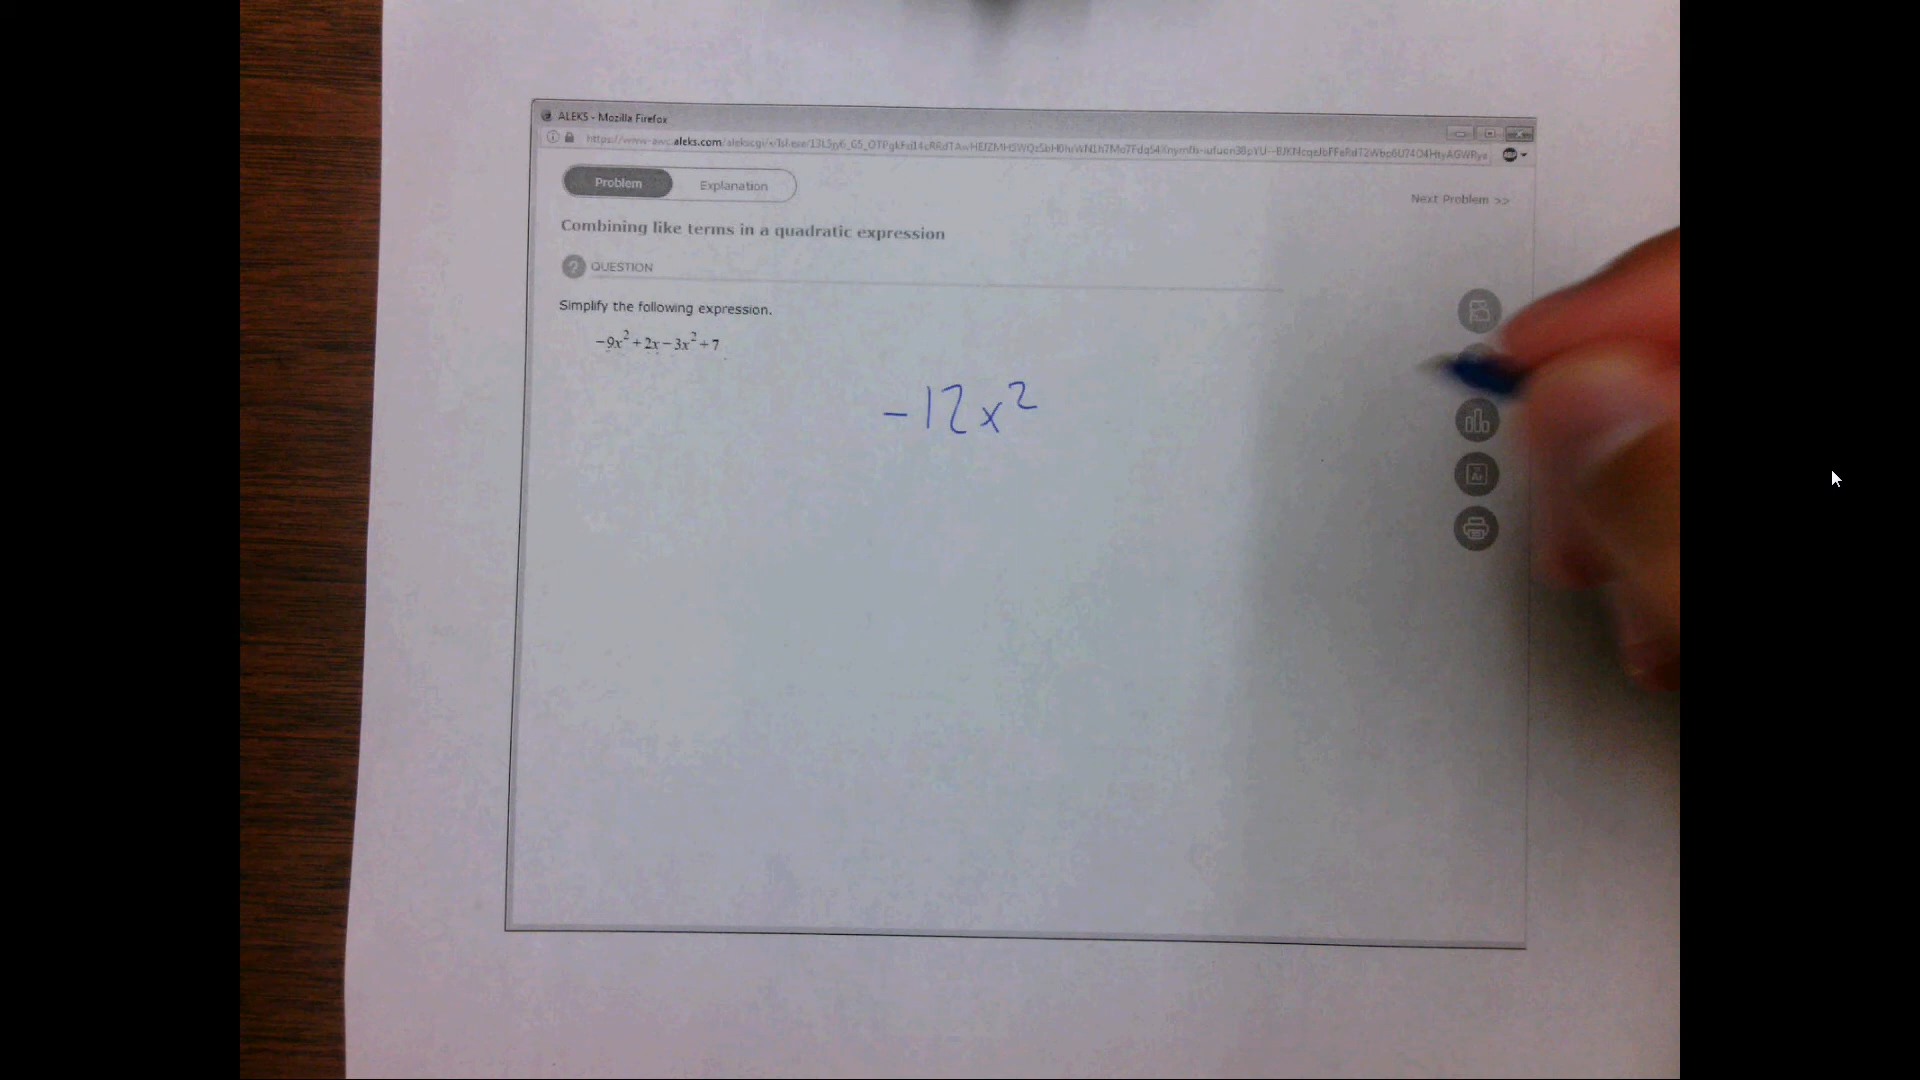 ALEKS - Mozilla Firefox
Problem Explanation
Next Problem >>
Combining like terms in a quadratic expression
? QUESTION
Simplify the following expression.
−9x² + 2x − 3x² + 7
-12x²